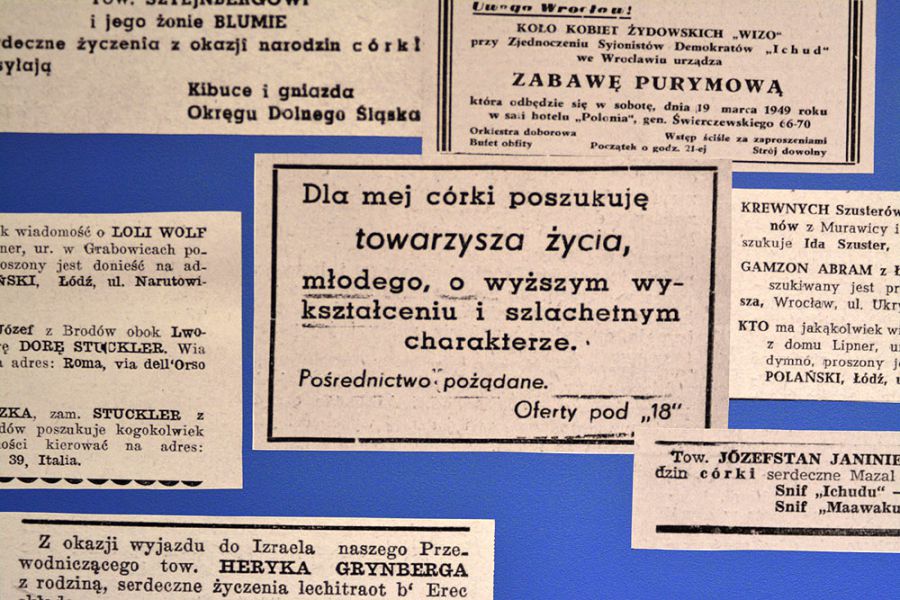 TOW. SZTEJNBERGOWI
i jego żonie BLUMIE
rdeczne życzenia z okazji narodzin córki
syłają
Kibuce i gniazda
Okręgu Dolnego Śląska
Uwaga Wrocław!
KOŁO KOBIET ŻYDOWSKICH „WIZO"
przy Zjednoczeniu Syjonistów Demokratów „Ichud"
we Wrocławiu urządza
ZABAWĘ PURYMOWĄ
która odbędzie się w sobotę, dnia 19 marca 1949 roku
w sali hotelu „Polonia", gen. Świerczewskiego 66-70
Orkiestra doborowa
Wstęp ściśle za zaproszeniami
Bufet obfity
Początek o godz. 21-ej
Strój dowolny
k wiadomość o LOLI WOLF
ner, ur. w Grabowicach po-
oszony jest donieść na ad-
ŃSKI, Łódź, ul. Narutowi-
Józef z Brodów obok Lwo-
rę DORĘ STUCKLER. Wia
a adres: Roma, via dell'Orso
ZKA, zam. STUCKLER z
dów poszukuje kogokolwiek
ości kierować na adres:
39, Italia.
Dla mej córki poszukuję
towarzysza życia,
młodego, o wyższym wy-
kształceniu i szlachetnym
charakterze.
Pośrednictwo pożądane.
Oferty pod „18"
KREWNYCH Szusterów
nów z Murawicy i
szukuje Ida Szuster,
GAMZON ABRAM z Ł
szukiwany jest pr
sza, Wrocław, ul. Ukry
KTO ma jakąkolwiek wi
z domu Lipner, u
dymnó, proszony je
POLAŃSKI, Łódź, u
Tow. JÓZEFSTAN JANINIE
dzin córki serdeczne Mazal
Snif „Ichudu" —
Snif „Maawaku
Z okazji wyjazdu do Izraela naszego Prze-
wodniczącego tow. HERYKA GRYNBERGA
z rodziną, serdeczne życzenia lechitraot b' Erec